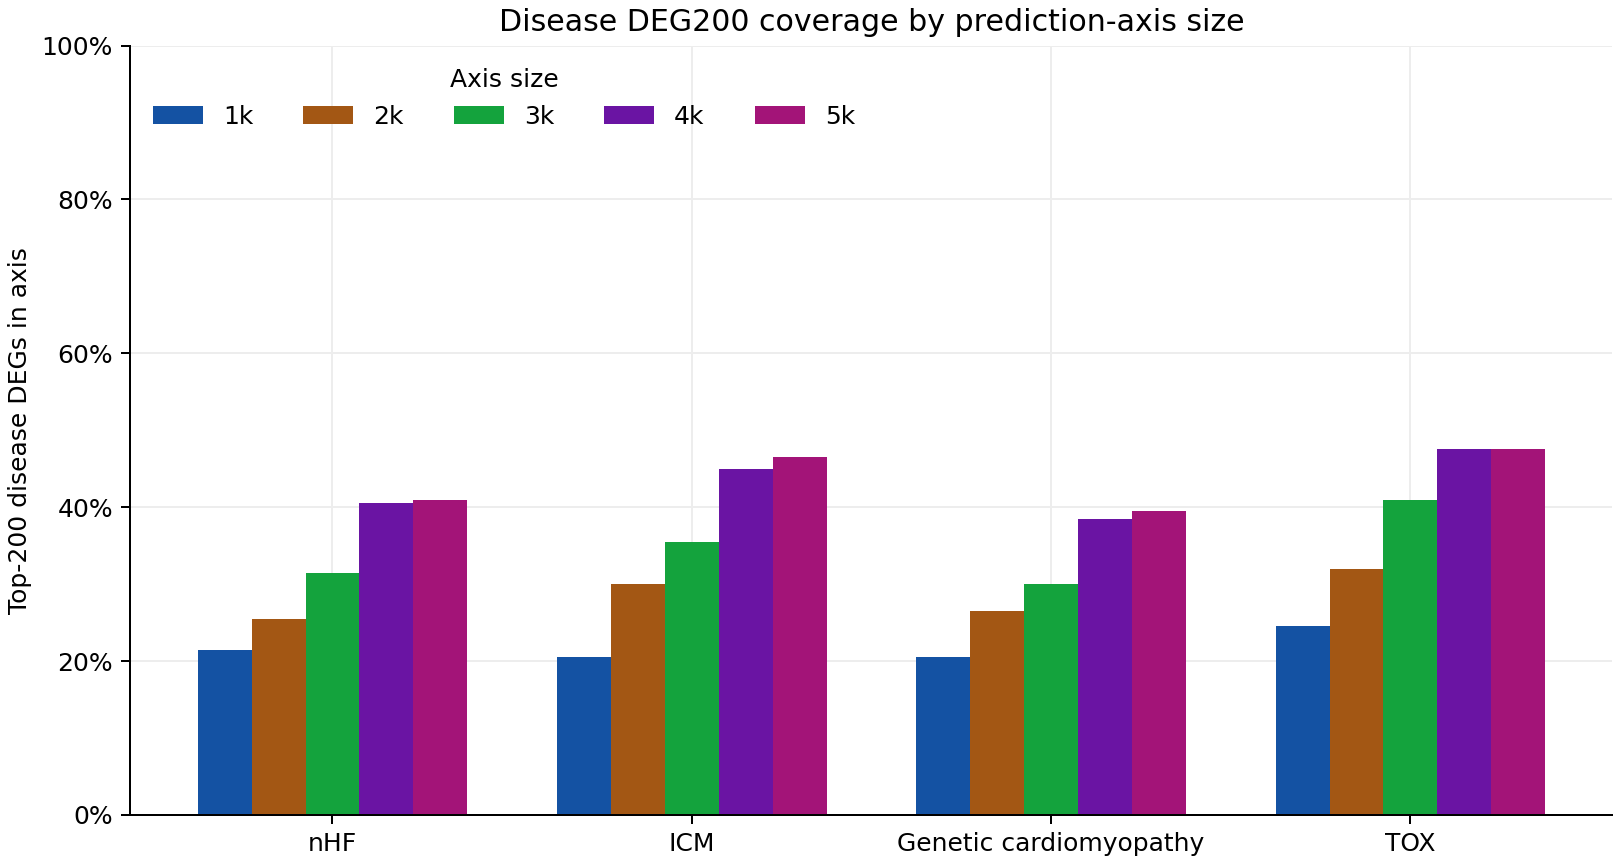 Disease DEG200 coverage by prediction-axis size
Axis size
1k 2k 3k 4k 5k
Top-200 disease DEGs in axis
100%
80%
60%
40%
20%
0%
nHF ICM Genetic cardiomyopathy TOX